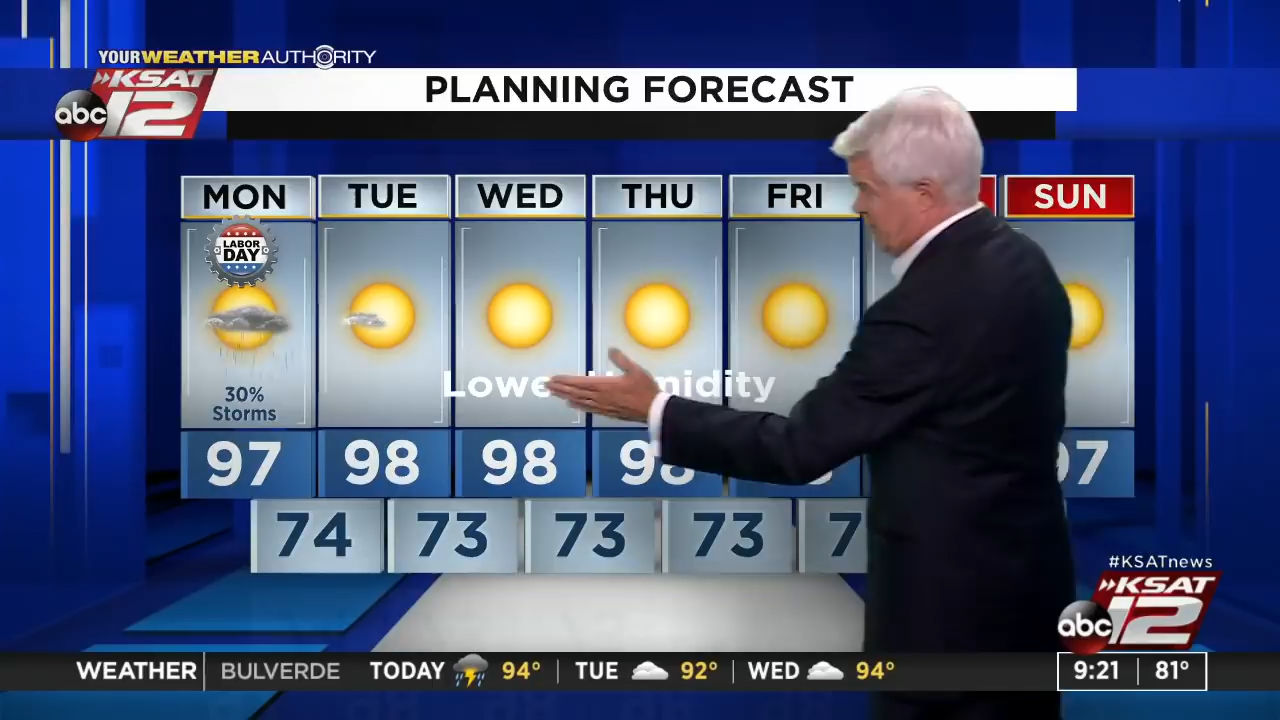 YOURWEATHERAUTHORITY
KSAT
abc 12
PLANNING FORECAST
MON TUE WED THU FRI SUN
LABOR
DAY
30%
Storms
97 98 98 98
74 73 73 73
#KSATnews
KSAT
abc 12
WEATHER BULVERDE TODAY 94° TUE 92° WED 94° 9:21 81°